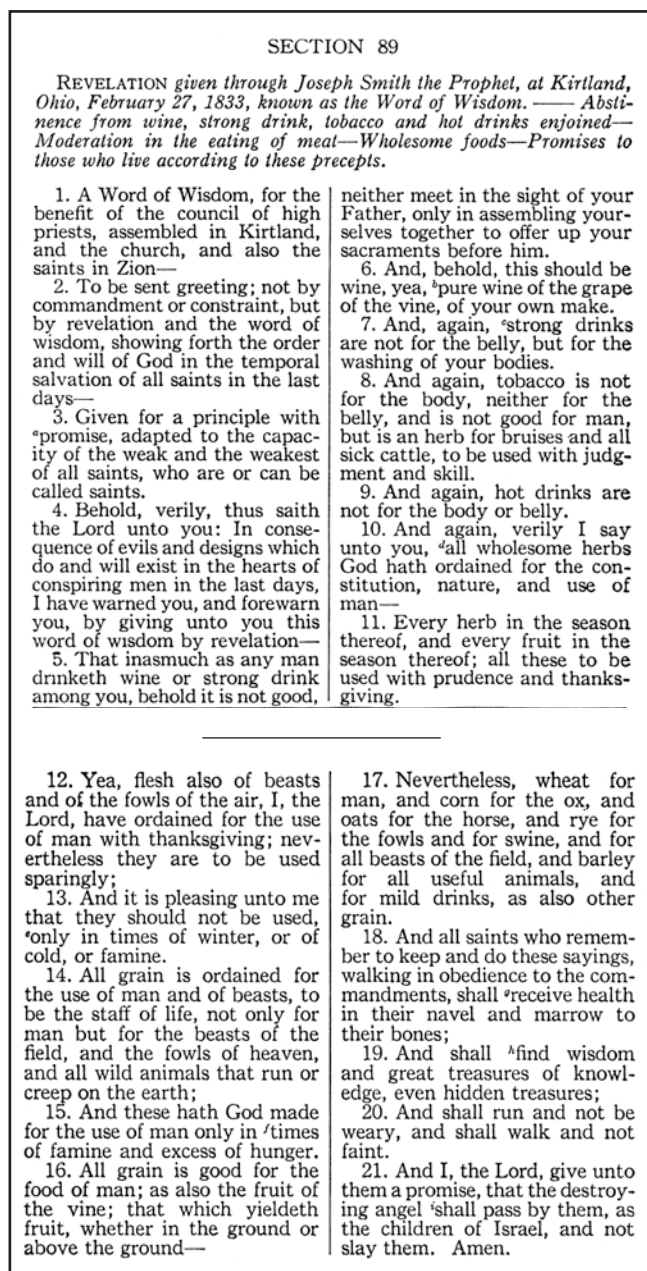 SECTION 89
REVELATION given through Joseph Smith the Prophet, at Kirtland,
Ohio, February 27, 1833, known as the Word of Wisdom. —— Absti-
nence from wine, strong drink, tobacco and hot drinks enjoined—
Moderation in the eating of meat—Wholesome foods—Promises to
those who live according to these precepts.
1. A Word of Wisdom, for the
benefit of the council of high
priests, assembled in Kirtland,
and the church, and also the
saints in Zion—
2. To be sent greeting; not by
commandment or constraint, but
by revelation and the word of
wisdom, showing forth the order
and will of God in the temporal
salvation of all saints in the last
days—
3. Given for a principle with
ᵃpromise, adapted to the capac-
ity of the weak and the weakest
of all saints, who are or can be
called saints.
4. Behold, verily, thus saith
the Lord unto you: In conse-
quence of evils and designs which
do and will exist in the hearts of
conspiring men in the last days,
I have warned you, and forewarn
you, by giving unto you this
word of wisdom by revelation—
5. That inasmuch as any man
drinketh wine or strong drink
among you, behold it is not good,
neither meet in the sight of your
Father, only in assembling your-
selves together to offer up your
sacraments before him.
6. And, behold, this should be
wine, yea, ᵇpure wine of the grape
of the vine, of your own make.
7. And, again, ᶜstrong drinks
are not for the belly, but for the
washing of your bodies.
8. And again, tobacco is not
for the body, neither for the
belly, and is not good for man,
but is an herb for bruises and all
sick cattle, to be used with judg-
ment and skill.
9. And again, hot drinks are
not for the body or belly.
10. And again, verily I say
unto you, ᵈall wholesome herbs
God hath ordained for the con-
stitution, nature, and use of
man—
11. Every herb in the season
thereof, and every fruit in the
season thereof; all these to be
used with prudence and thanks-
giving.
12. Yea, flesh also of beasts
and of the fowls of the air, I, the
Lord, have ordained for the use
of man with thanksgiving; nev-
ertheless they are to be used
sparingly;
13. And it is pleasing unto me
that they should not be used,
ᵉonly in times of winter, or of
cold, or famine.
14. All grain is ordained for
the use of man and of beasts, to
be the staff of life, not only for
man but for the beasts of the
field, and the fowls of heaven,
and all wild animals that run or
creep on the earth;
15. And these hath God made
for the use of man only in ᶠtimes
of famine and excess of hunger.
16. All grain is good for the
food of man; as also the fruit of
the vine; that which yieldeth
fruit, whether in the ground or
above the ground—
17. Nevertheless, wheat for
man, and corn for the ox, and
oats for the horse, and rye for
the fowls and for swine, and for
all beasts of the field, and barley
for all useful animals, and
for mild drinks, as also other
grain.
18. And all saints who remem-
ber to keep and do these sayings,
walking in obedience to the com-
mandments, shall ᵍreceive health
in their navel and marrow to
their bones;
19. And shall ʰfind wisdom
and great treasures of knowl-
edge, even hidden treasures;
20. And shall run and not be
weary, and shall walk and not
faint.
21. And I, the Lord, give unto
them a promise, that the destroy-
ing angel ⁱshall pass by them, as
the children of Israel, and not
slay them. Amen.